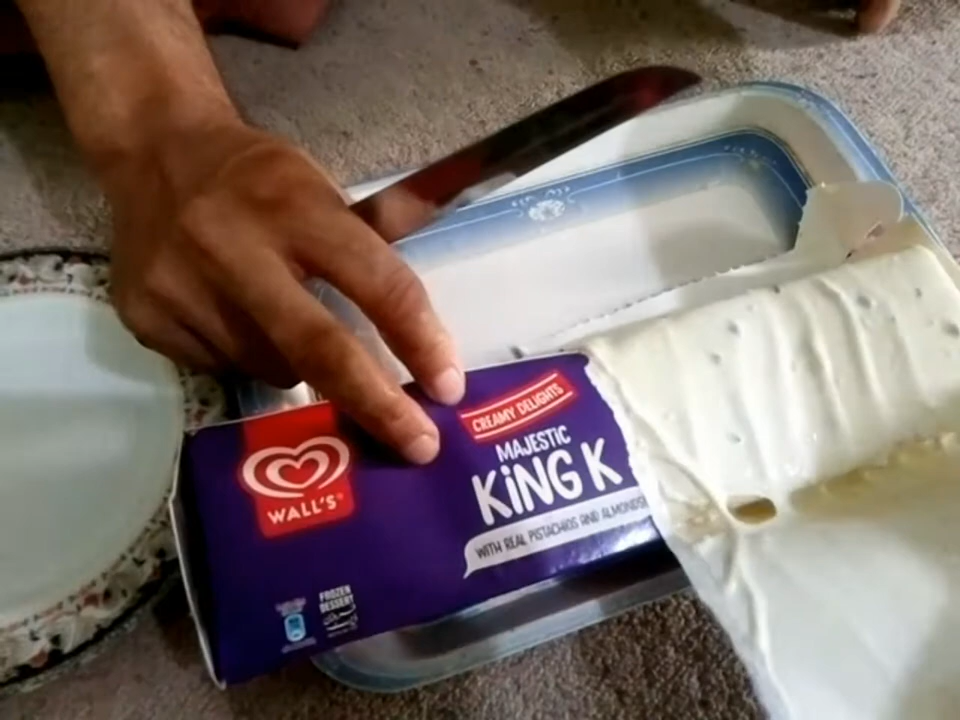 WALL'S
CREAMY DELIGHTS
MAJESTIC
KiNG K
WITH REAL PISTACHIOS AND ALMONDS
FROZEN
DESSERT